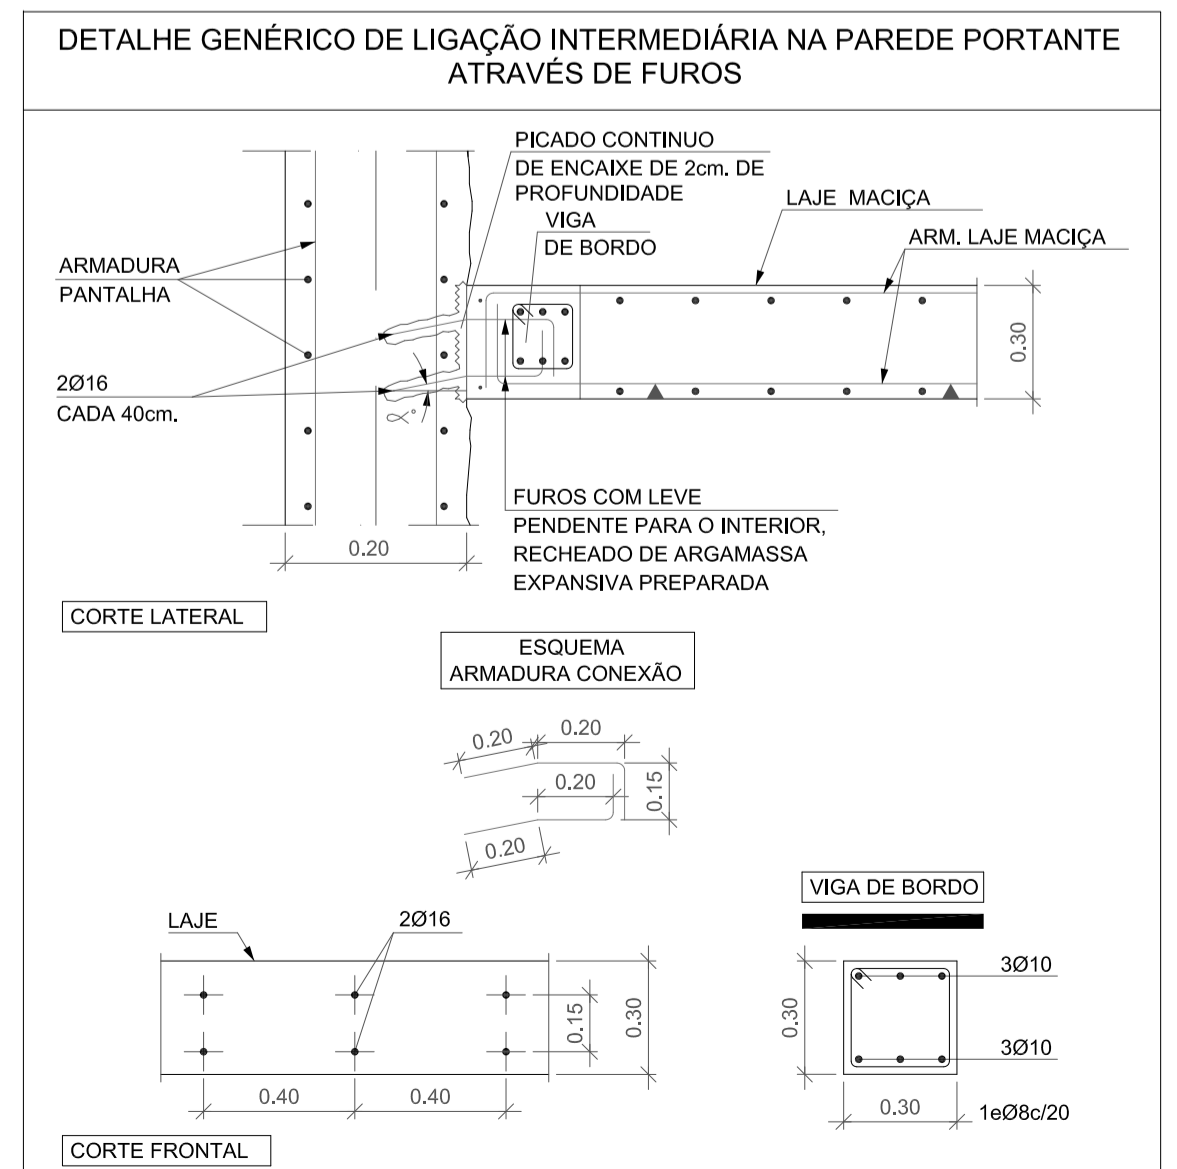 DETALHE GENÉRICO DE LIGAÇÃO INTERMEDIÁRIA NA PAREDE PORTANTE
ATRAVÉS DE FUROS
PICADO CONTINUO
DE ENCAIXE DE 2cm. DE
PROFUNDIDADE
VIGA
DE BORDO
LAJE MACIÇA
ARM. LAJE MACIÇA
ARMADURA
PANTALHA
0.30
2Ø16
CADA 40cm.
α°
FUROS COM LEVE
PENDENTE PARA O INTERIOR,
RECHEADO DE ARGAMASSA
EXPANSIVA PREPARADA
0.20
CORTE LATERAL
ESQUEMA
ARMADURA CONEXÃO
0.20
0.20
0.20
0.15
0.20
VIGA DE BORDO
LAJE
2Ø16
0.15
0.30
0.40
0.40
CORTE FRONTAL
3Ø10
0.30
3Ø10
0.30
1eØ8c/20